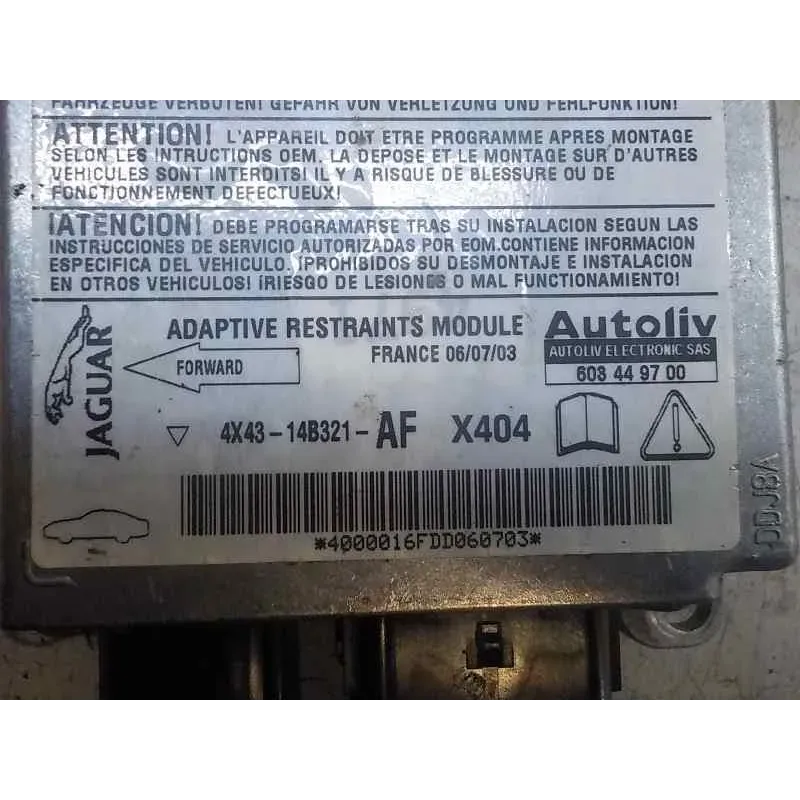 FAHRZEUGE VERBOTEN! GEFAHR VON VERLETZUNG UND FEHLFUNKTION!
ATTENTION! L'APPAREIL DOIT ETRE PROGRAMME APRES MONTAGE
SELON LES INTRUCTIONS OEM. LA DEPOSE ET LE MONTAGE SUR D'AUTRES
VEHICULES SONT INTERDITS! IL Y A RISQUE DE BLESSURE OU DE
FONCTIONNEMENT DEFECTUEUX!
¡ATENCION! DEBE PROGRAMARSE TRAS SU INSTALACION SEGUN LAS
INSTRUCCIONES DE SERVICIO AUTORIZADAS POR EOM.CONTIENE INFORMACION
ESPECIFICA DEL VEHICULO. ¡PROHIBIDOS SU DESMONTAJE E INSTALACION
EN OTROS VEHICULOS! ¡RIESGO DE LESIONES O MAL FUNCIONAMIENTO!
JAGUAR
ADAPTIVE RESTRAINTS MODULE
FRANCE 06/07/03
FORWARD
Autoliv
AUTOLIV ELECTRONIC SAS
603 44 97 00
4X43-14B321-AF X404
*4000016FDD060703*
DDJ8A